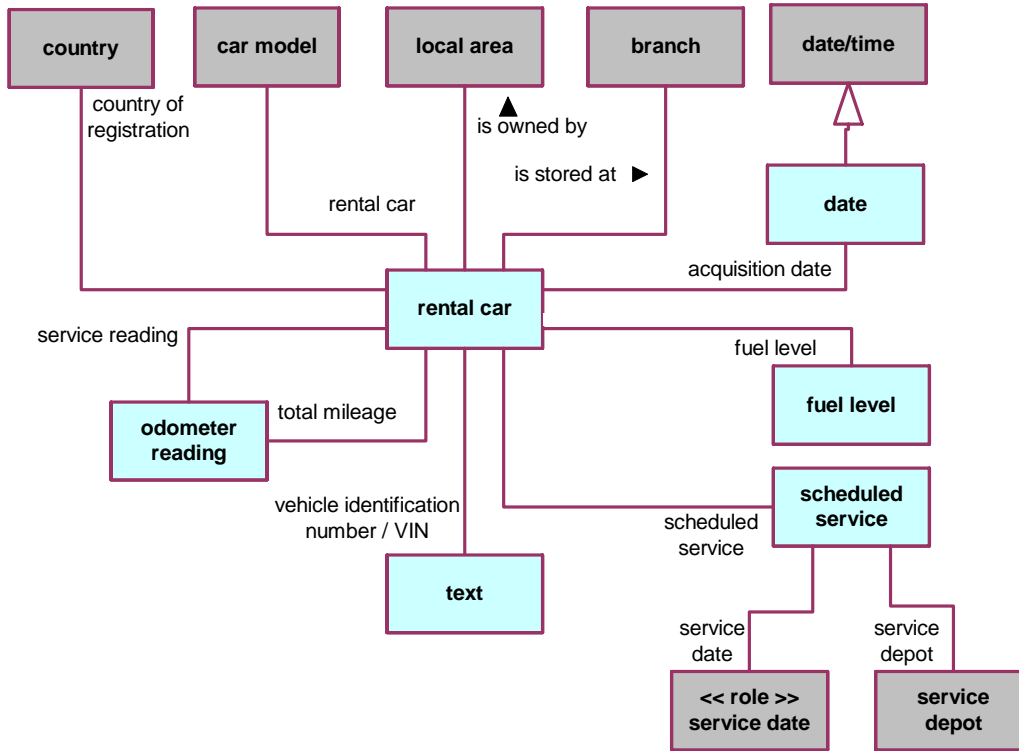 country
car model
local area
branch
date/time
country of
registration
is owned by
is stored at
rental car
date
acquisition date
rental car
service reading
fuel level
total mileage
odometer
reading
fuel level
vehicle identification
number / VIN
scheduled
service
scheduled
service
text
service
date
service
depot
<< role >>
service date
service
depot